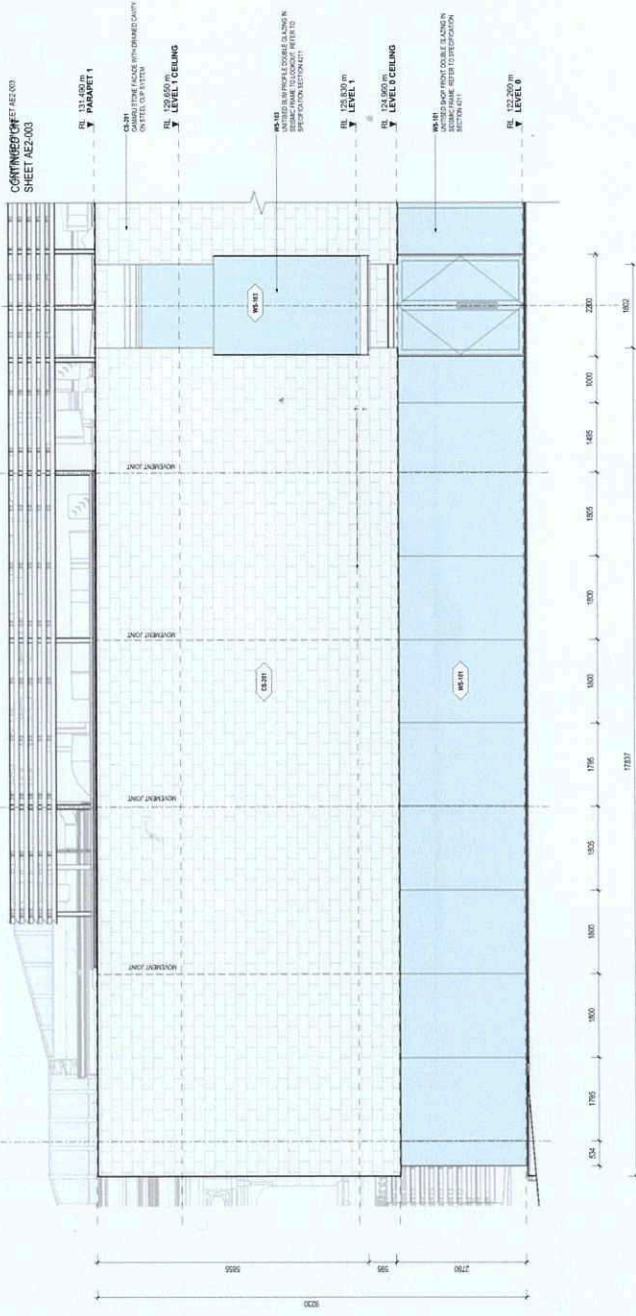 CONTINUED ON
SHEET AE2-003
RL 131.490 m
PARAPET 1
CS-201
OAMARU STONE FACADE WITH DRAINED CAVITY
ON STEEL CLIP SYSTEM
RL 129.650 m
LEVEL 1 CEILING
WS-103
UNITISED SLIM PROFILE DOUBLE GLAZING IN
SEISMIC FRAME TO LOOKOUT. REFER TO
SPECIFICATION SECTION 4211
RL 125.830 m
LEVEL 1
RL 124.960 m
LEVEL 0 CEILING
WS-101
UNITISED SHOP FRONT DOUBLE GLAZING IN
SEISMIC FRAME. REFER TO SPECIFICATION
SECTION 4211
RL 122.260 m
LEVEL 0
MOVEMENT JOINT
MOVEMENT JOINT
MOVEMENT JOINT
MOVEMENT JOINT
CS-201
WS-103
WS-101
9230
5855
595
2780
534
1795
1800
1800
1805
1795
1800
1800
1805
1495
1000
2200
17837
1802